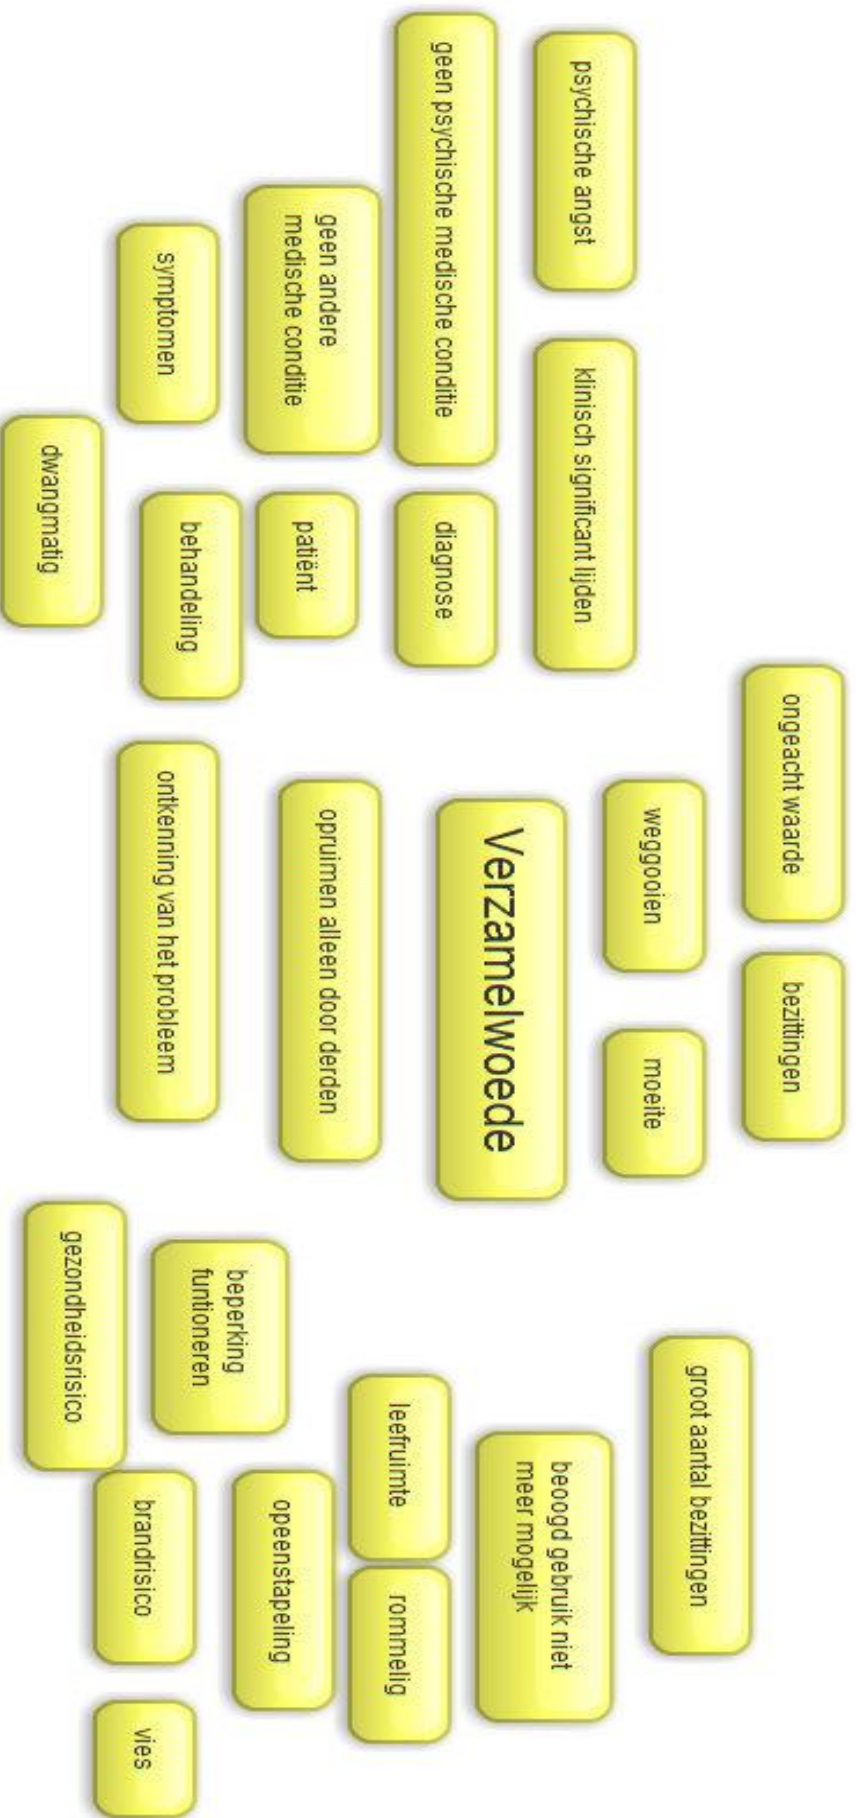 ongeacht waarde
bezittingen
groot aantal bezittingen
weggooien
moeite
psychische angst
klinisch significant lijden
beoogd gebruik niet
meer mogelijk
Verzamelwoede
geen psychische medische conditie
diagnose
leefruimte
rommelig
opruimen alleen door derden
geen andere
medische conditie
patiënt
opeenstapeling
beperking
funtioneren
behandeling
symptomen
ontkenning van het probleem
brandrisico
vies
gezondheidsrisico
dwangmatig